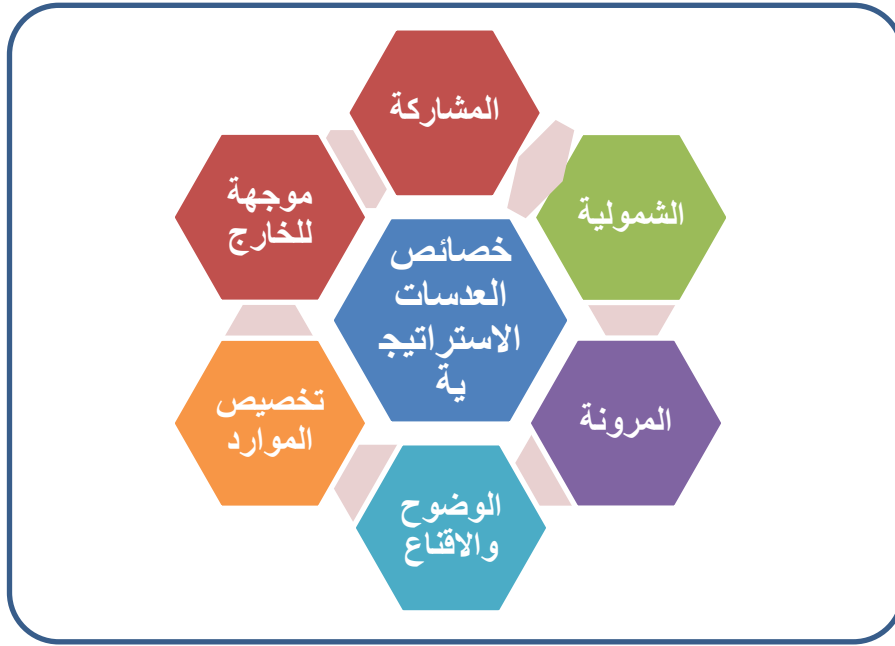 المشاركة
الشمولية
موجهة
للخارج
خصائص
العدسات
الاستراتيج
ية
المرونة
تخصيص
الموارد
الوضوح
والاقناع